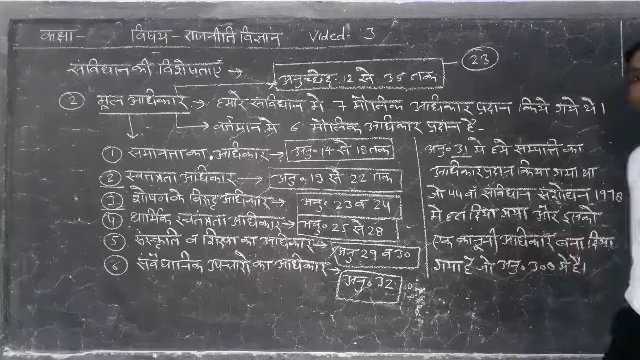 कक्षा- विषय - राजनीति विज्ञान Vided. 3
संविधान की विशेषताएं → अनुच्छेद 12 से 35 तक 23
② मूल अधिकार → हमारे संविधान में 7 मौलिक अधिकार प्रदान किये गये थे।
→ वर्तमान में 6 मौलिक अधिकार प्रदान है-
① समानता का अधिकार → अनु० 14 से 18 तक
② स्वतंत्रता अधिकार → अनु० 19 से 22 तक
③ शोषण के विरुद्ध अधिकार → अनु० 23 व 24
④ धार्मिक स्वतंत्रता अधिकार → अनु० 25 से 28
⑤ संस्कृति व शिक्षा का अधिकार → अनु० 29 व 30
⑥ संवैधानिक उपचारों का अधिकार → अनु० 32
अनु० 31 में हमें सम्पत्ति का
अधिकार प्रदान किया गया था
जो 44वां संविधान संशोधन 1978
में हटा दिया गया और इसको
एक कानूनी अधिकार बना दिया
गया है जो अनु० 300 में है।